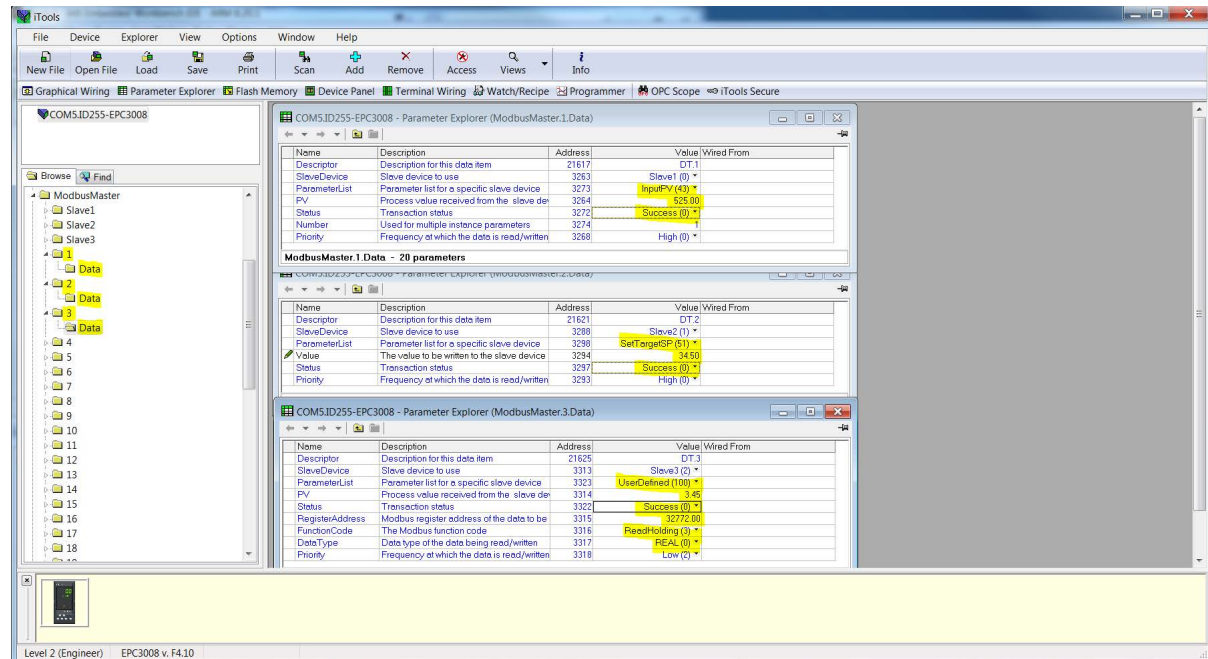 iTools
File Device Explorer View Options Window Help
New File Open File Load Save Print Scan Add Remove Access Views Info
Graphical Wiring Parameter Explorer Flash Memory Device Panel Terminal Wiring Watch/Recipe Programmer OPC Scope iTools Secure
COM5.ID255-EPC3008
Browse Find
ModbusMaster
Slave1
Slave2
Slave3
1
Data
2
Data
3
Data
4
5
6
7
8
9
10
11
12
13
14
15
16
17
18
COM5.ID255-EPC3008 - Parameter Explorer (ModbusMaster.1.Data)
Name Description Address Value Wired From
Descriptor Description for this data item 21617 DT.1
SlaveDevice Slave device to use 3263 Slave1 (0)
ParameterList Parameter list for a specific slave device 3273 InputPV (43)
PV Process value received from the slave dev 3264 525.00
Status Transaction status 3272 Success (0)
Number Used for multiple instance parameters 3274 1
Priority Frequency at which the data is read/written 3268 High (0)
ModbusMaster.1.Data - 20 parameters
COM5.ID255-EPC3008 - Parameter Explorer (ModbusMaster.2.Data)
Name Description Address Value Wired From
Descriptor Description for this data item 21621 DT.2
SlaveDevice Slave device to use 3288 Slave2 (1)
ParameterList Parameter list for a specific slave device 3298 SetTargetSP (51)
Value The value to be written to the slave device 3294 34.50
Status Transaction status 3297 Success (0)
Priority Frequency at which the data is read/written 3293 High (0)
COM5.ID255-EPC3008 - Parameter Explorer (ModbusMaster.3.Data)
Name Description Address Value Wired From
Descriptor Description for this data item 21625 DT.3
SlaveDevice Slave device to use 3313 Slave3 (2)
ParameterList Parameter list for a specific slave device 3323 UserDefined (100)
PV Process value received from the slave dev 3314 3.45
Status Transaction status 3322 Success (0)
RegisterAddress Modbus register address of the data to be 3315 32772.00
FunctionCode The Modbus function code 3316 ReadHolding (3)
DataType Data type of the data being read/written 3317 REAL (0)
Priority Frequency at which the data is read/written 3318 Low (2)
Level 2 (Engineer) EPC3008 v. F4.10